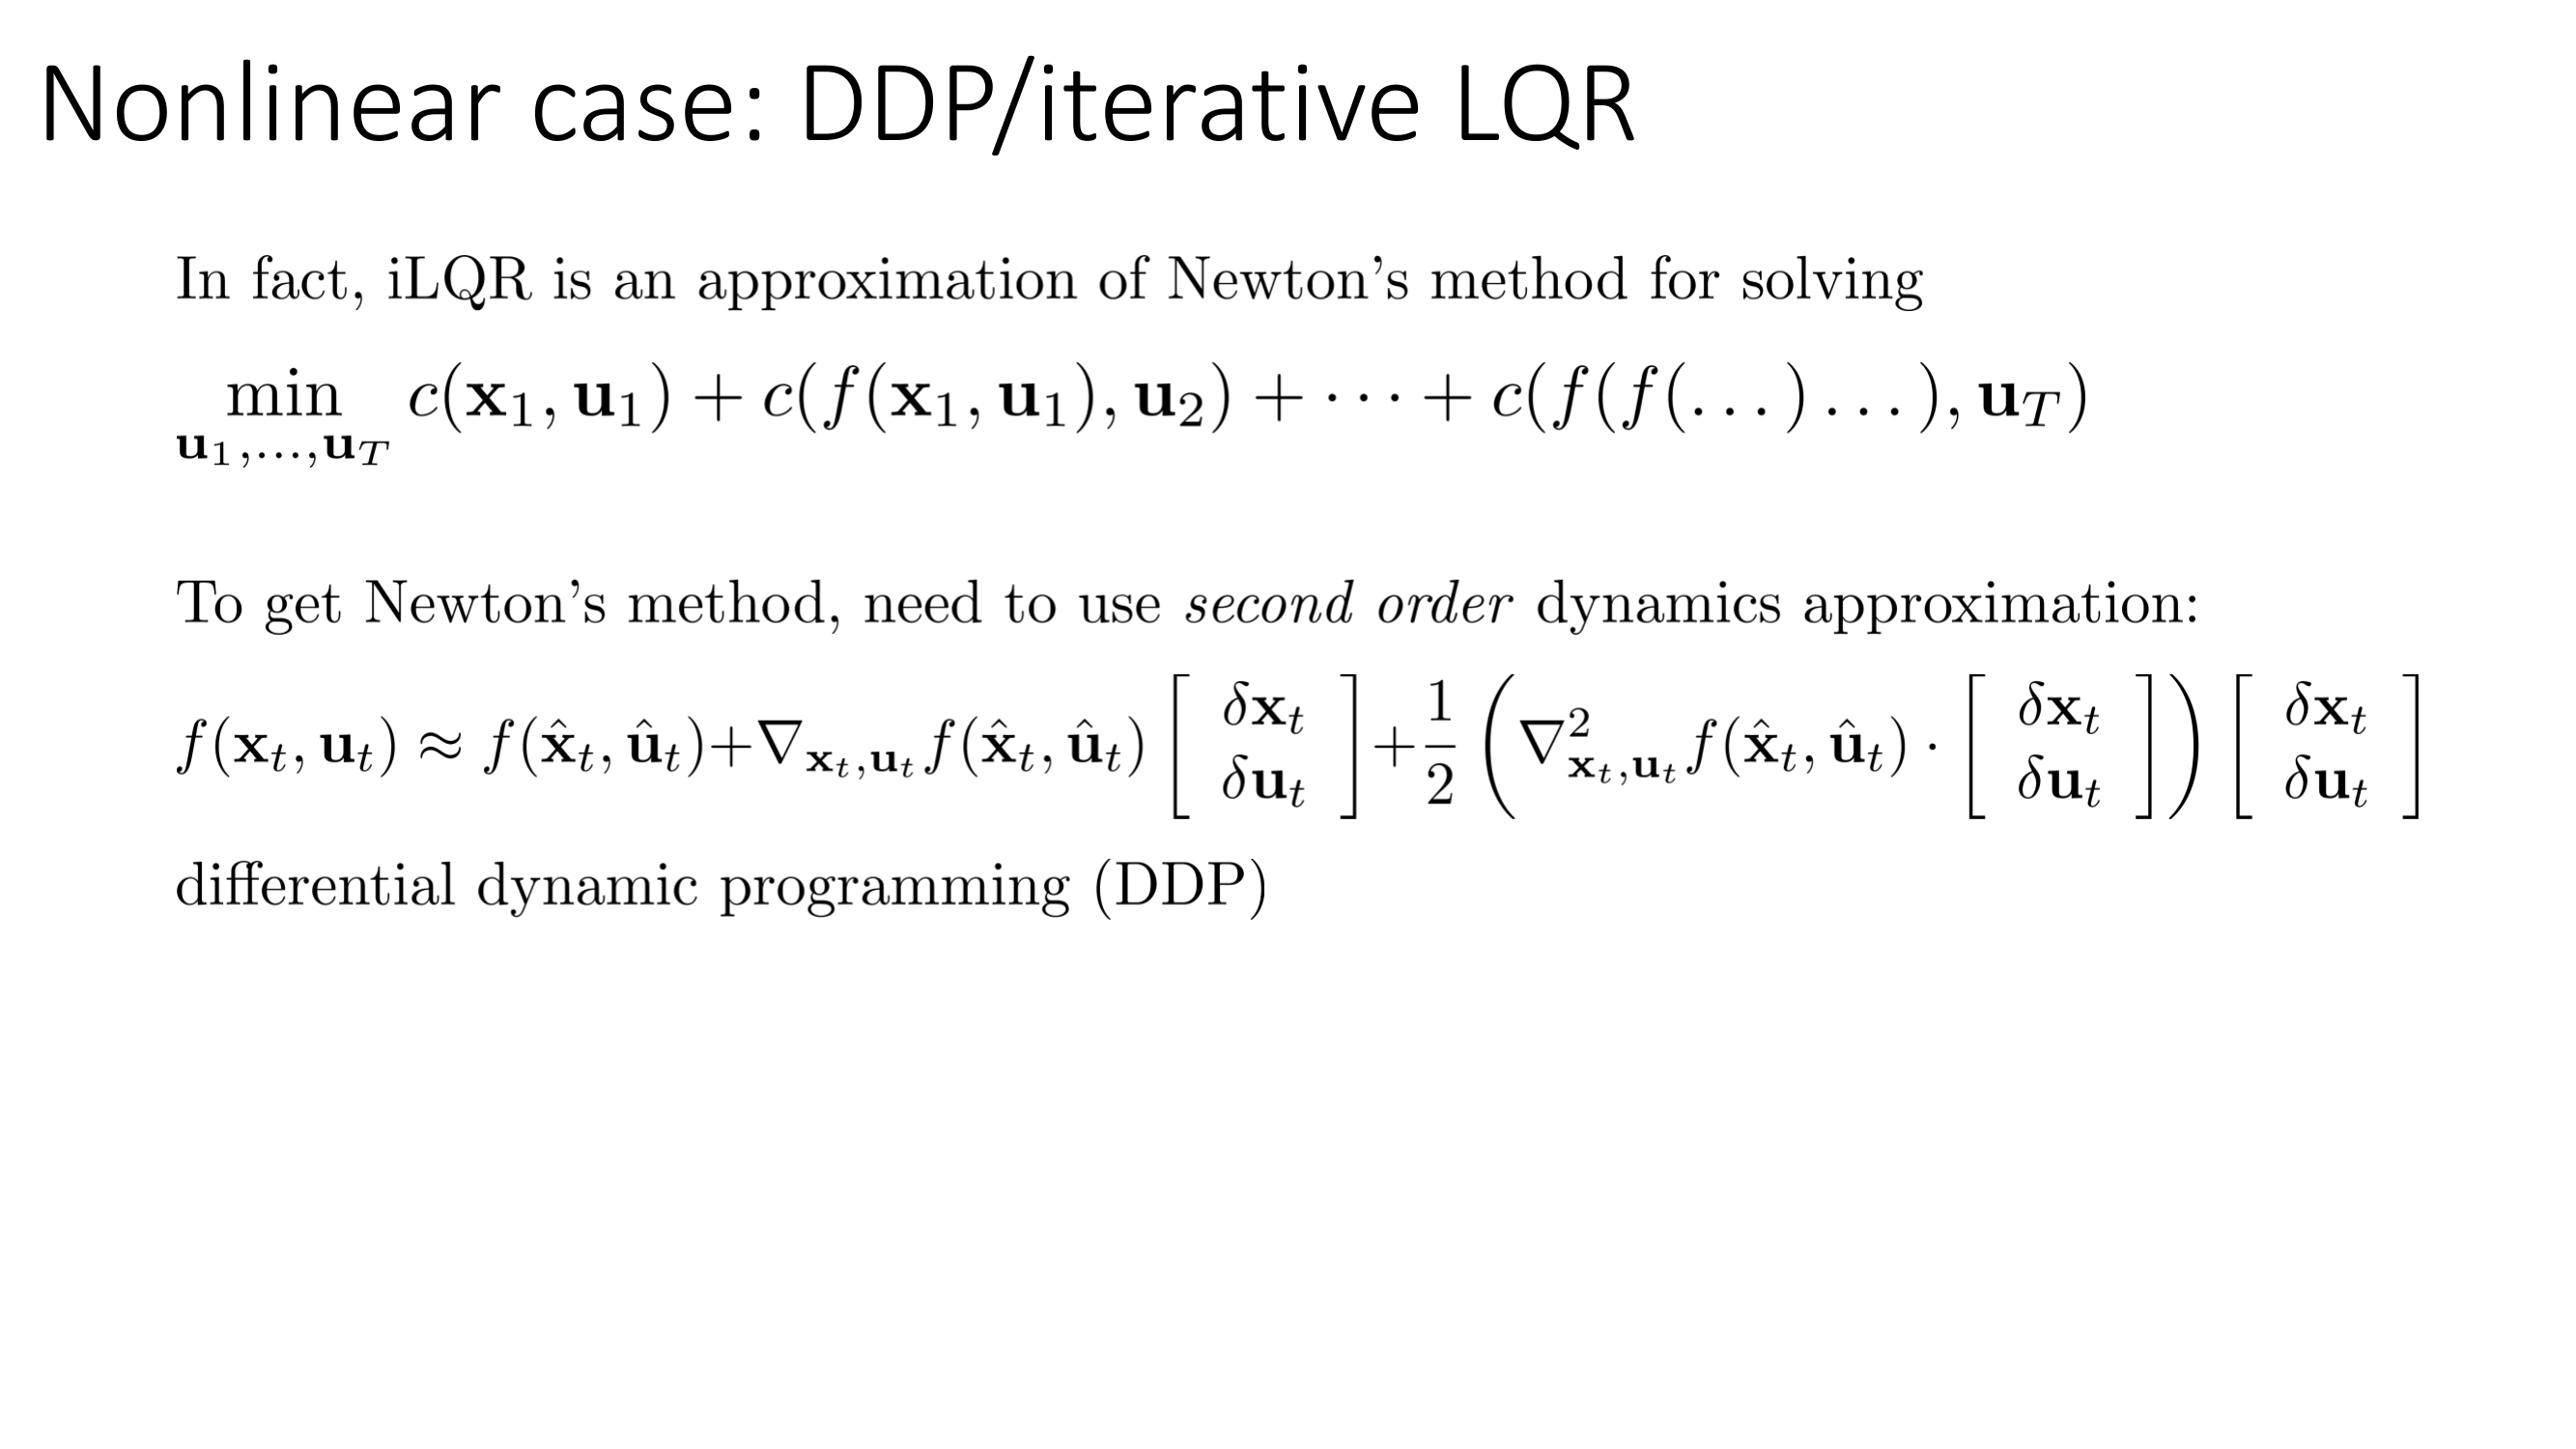 Nonlinear case: DDP/iterative LQR
In fact, iLQR is an approximation of Newton's method for solving
$\min_{\mathbf{u}_1,\ldots,\mathbf{u}_T} c(\mathbf{x}_1, \mathbf{u}_1) + c(f(\mathbf{x}_1, \mathbf{u}_1), \mathbf{u}_2) + \cdots + c(f(f(\ldots)\ldots), \mathbf{u}_T)$
To get Newton's method, need to use second order dynamics approximation:
$f(\mathbf{x}_t, \mathbf{u}_t) \approx f(\hat{\mathbf{x}}_t, \hat{\mathbf{u}}_t) + \nabla_{\mathbf{x}_t,\mathbf{u}_t} f(\hat{\mathbf{x}}_t, \hat{\mathbf{u}}_t) \begin{bmatrix} \delta\mathbf{x}_t \\ \delta\mathbf{u}_t \end{bmatrix} + \frac{1}{2} \left( \nabla^2_{\mathbf{x}_t,\mathbf{u}_t} f(\hat{\mathbf{x}}_t, \hat{\mathbf{u}}_t) \cdot \begin{bmatrix} \delta\mathbf{x}_t \\ \delta\mathbf{u}_t \end{bmatrix} \right) \begin{bmatrix} \delta\mathbf{x}_t \\ \delta\mathbf{u}_t \end{bmatrix}$
differential dynamic programming (DDP)